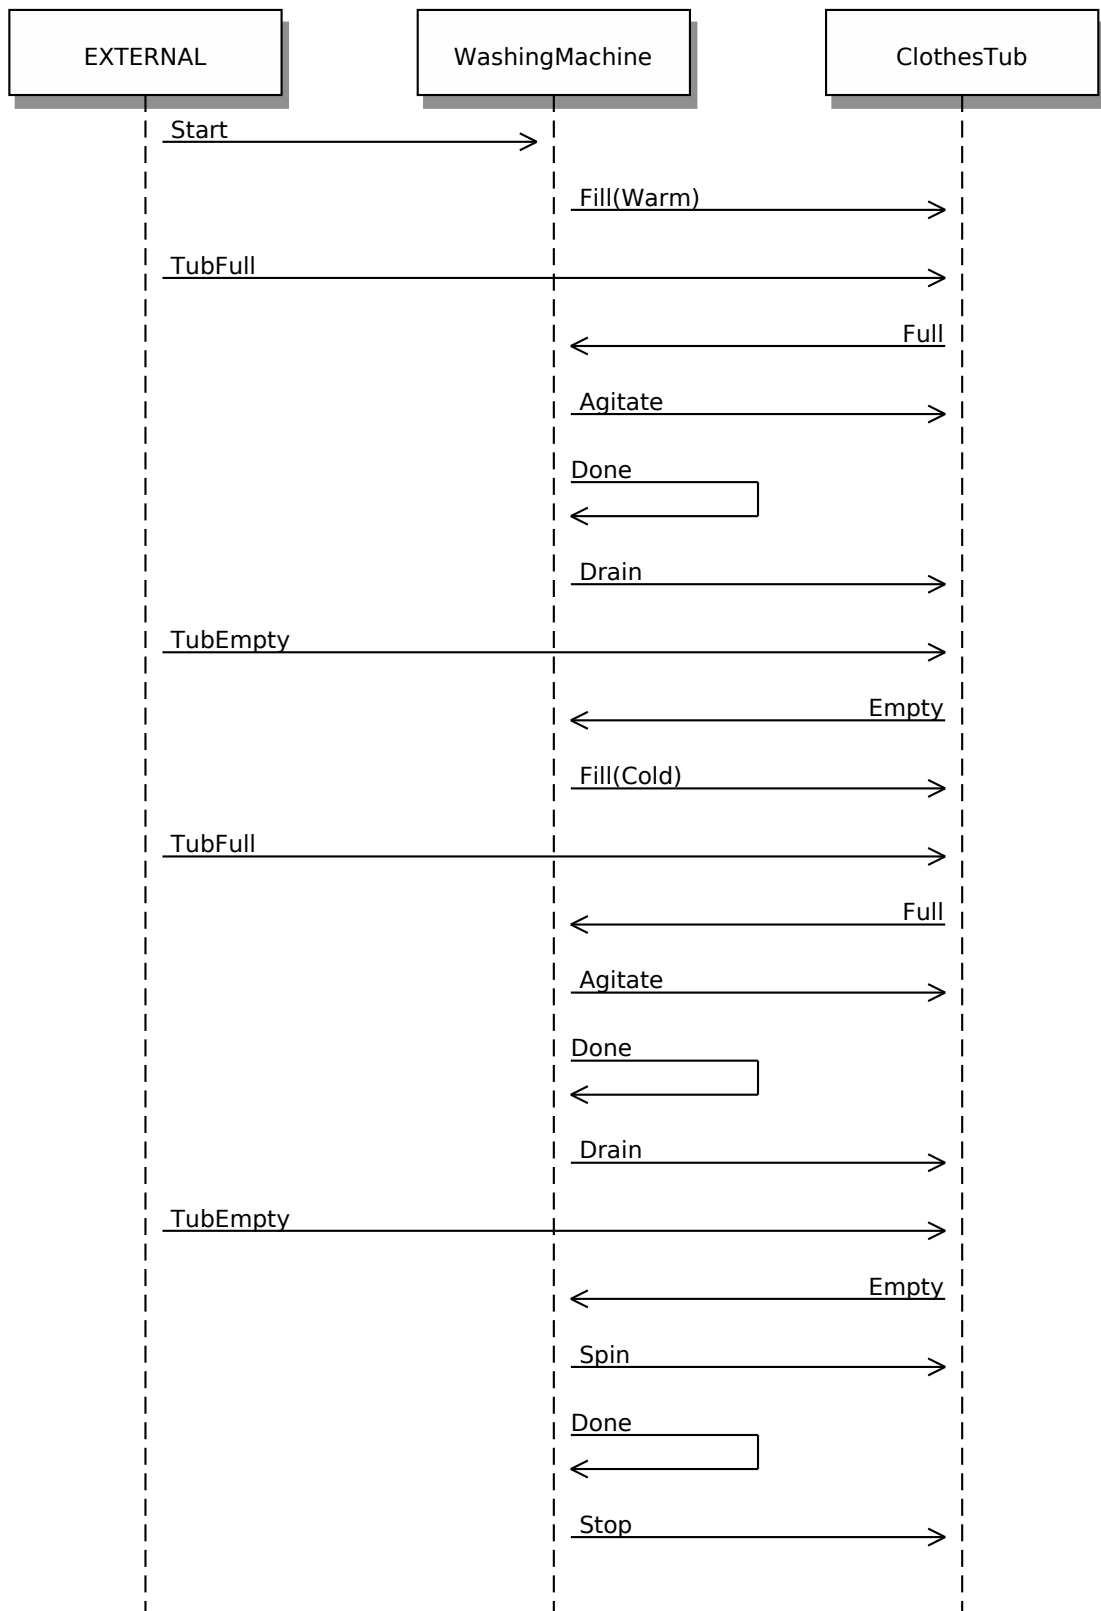 EXTERNAL
WashingMachine
ClothesTub
Start
Fill(Warm)
TubFull
Full
Agitate
Done
Drain
TubEmpty
Empty
Fill(Cold)
TubFull
Full
Agitate
Done
Drain
TubEmpty
Empty
Spin
Done
Stop